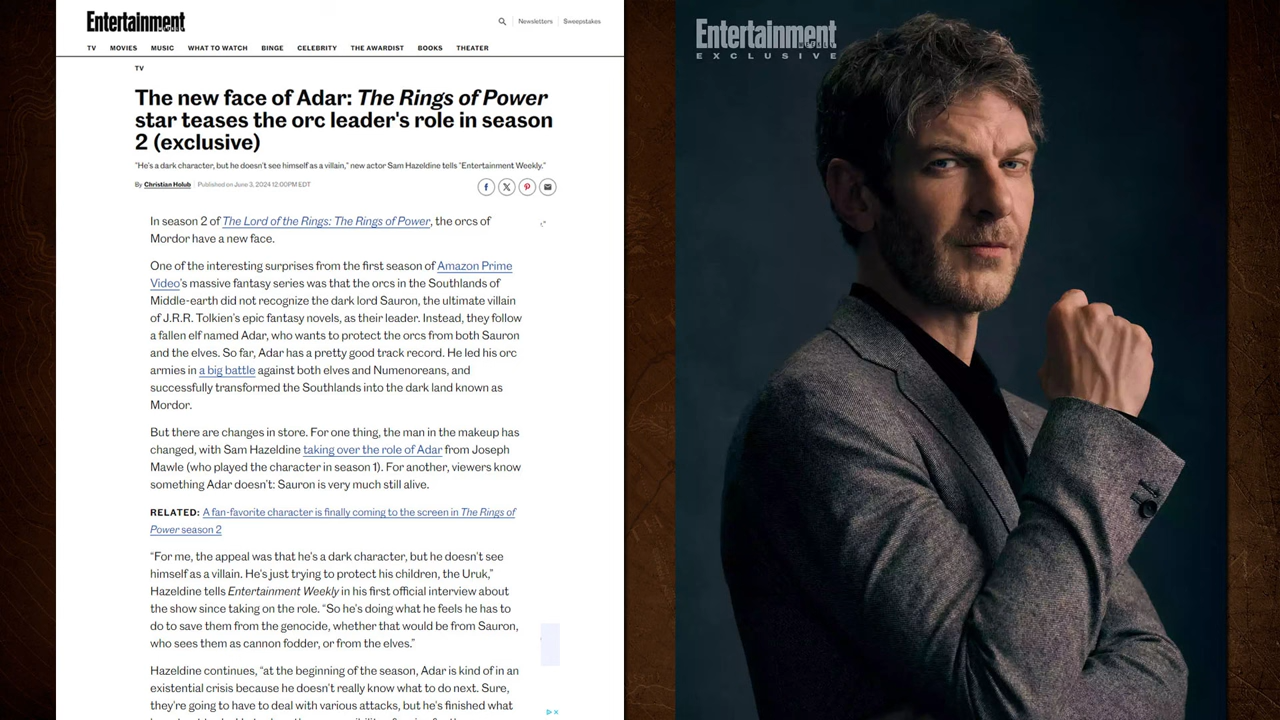 Entertainment
Newsletters
Sweepstakes
TV MOVIES MUSIC WHAT TO WATCH BINGE CELEBRITY THE AWARDIST BOOKS THEATER
TV
The new face of Adar: The Rings of Power
star teases the orc leader's role in season
2 (exclusive)
"He's a dark character, but he doesn't see himself as a villain," new actor Sam Hazeldine tells "Entertainment Weekly."
By Christian Holub Published on June 3, 2024 12:00PM EDT
In season 2 of The Lord of the Rings: The Rings of Power, the orcs of
Mordor have a new face.
One of the interesting surprises from the first season of Amazon Prime
Video's massive fantasy series was that the orcs in the Southlands of
Middle-earth did not recognize the dark lord Sauron, the ultimate villain
of J.R.R. Tolkien's epic fantasy novels, as their leader. Instead, they follow
a fallen elf named Adar, who wants to protect the orcs from both Sauron
and the elves. So far, Adar has a pretty good track record. He led his orc
armies in a big battle against both elves and Numenoreans, and
successfully transformed the Southlands into the dark land known as
Mordor.
But there are changes in store. For one thing, the man in the makeup has
changed, with Sam Hazeldine taking over the role of Adar from Joseph
Mawle (who played the character in season 1). For another, viewers know
something Adar doesn't: Sauron is very much still alive.
RELATED: A fan-favorite character is finally coming to the screen in The Rings of
Power season 2
"For me, the appeal was that he's a dark character, but he doesn't see
himself as a villain. He's just trying to protect his children, the Uruk,"
Hazeldine tells Entertainment Weekly in his first official interview about
the show since taking on the role. "So he's doing what he feels he has to
do to save them from the genocide, whether that would be from Sauron,
who sees them as cannon fodder, or from the elves."
Hazeldine continues, "at the beginning of the season, Adar is kind of in an
existential crisis because he doesn't really know what to do next. Sure,
they're going to have to deal with various attacks, but he's finished what
Entertainment
EXCLUSIVE